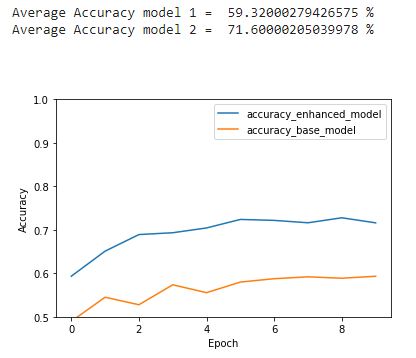 Average Accuracy model 1 =  59.32000279426575 %
Average Accuracy model 2 =  71.60000205039978 %
1.0
accuracy_enhanced_model
accuracy_base_model
0.9
0.8
0.7
0.6
0.5
Accuracy
0 2 4 6 8
Epoch